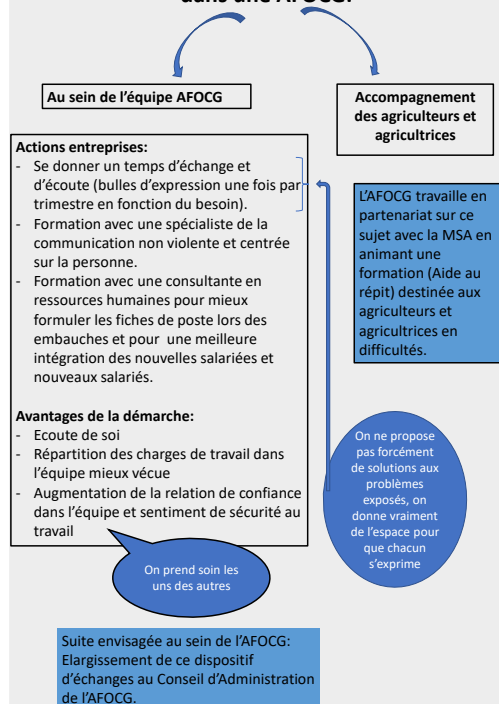 dans une AFOCG?
Au sein de l'équipe AFOCG
Accompagnement
des agriculteurs et
agricultrices
Actions entreprises:
- Se donner un temps d'échange et
d'écoute (bulles d'expression une fois par
trimestre en fonction du besoin).
- Formation avec une spécialiste de la
communication non violente et centrée
sur la personne.
- Formation avec une consultante en
ressources humaines pour mieux
formuler les fiches de poste lors des
embauches et pour une meilleure
intégration des nouvelles salariées et
nouveaux salariés.
Avantages de la démarche:
- Ecoute de soi
- Répartition des charges de travail dans
l'équipe mieux vécue
- Augmentation de la relation de confiance
dans l'équipe et sentiment de sécurité au
travail
L'AFOCG travaille en
partenariat sur ce
sujet avec la MSA en
animant une
formation (Aide au
répit) destinée aux
agriculteurs et
agricultrices en
difficultés.
On ne propose
pas forcément
de solutions aux
problèmes
exposés, on
donne vraiment
de l'espace pour
que chacun
s'exprime
On prend soin les
uns des autres
Suite envisagée au sein de l'AFOCG:
Elargissement de ce dispositif
d'échanges au Conseil d'Administration
de l'AFOCG.